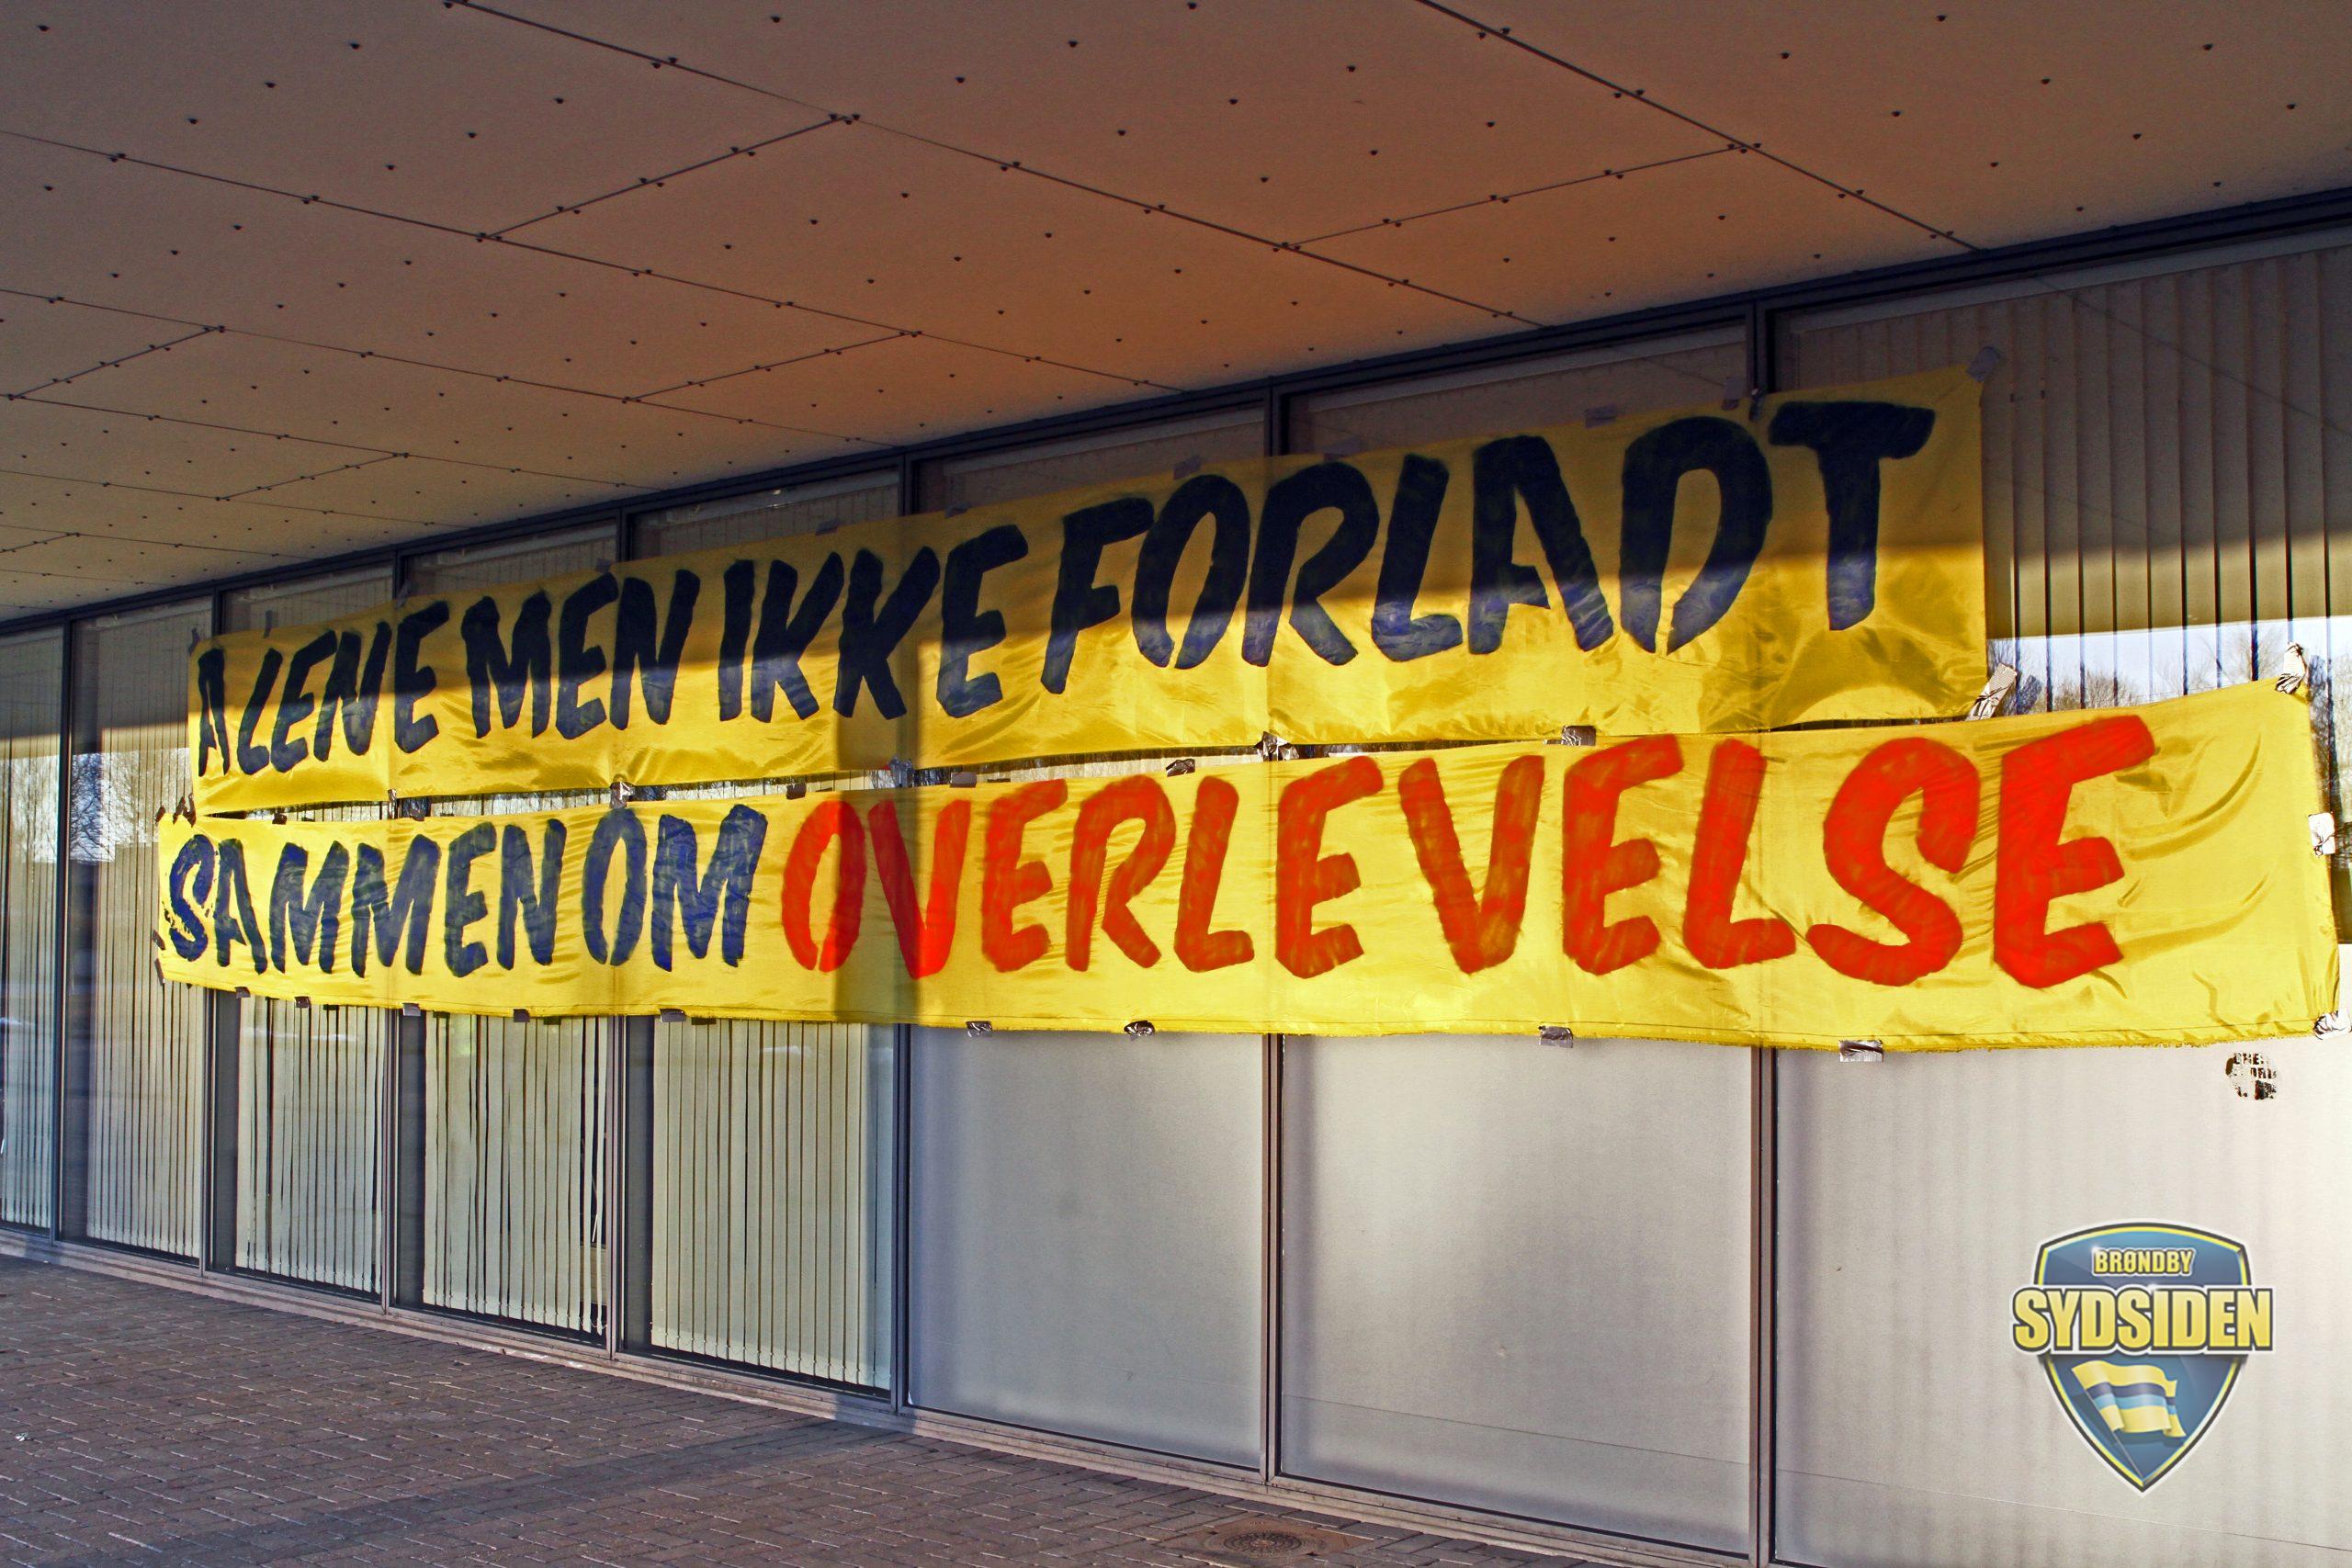 ALENE MEN IKKE FORLADT
SAMMEN OM OVERLEVELSE
BRØNDBY
SYDSIDEN